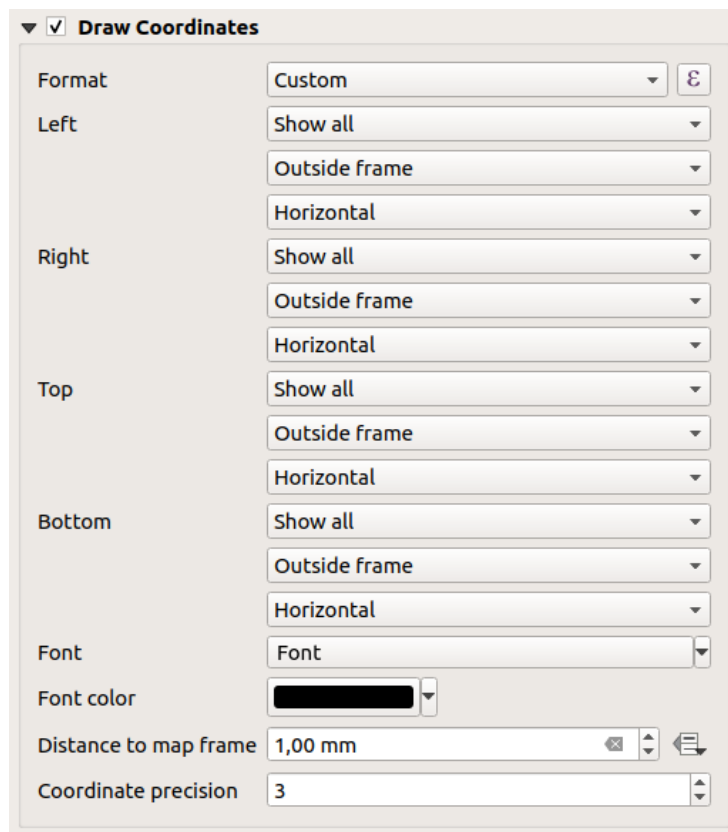 Draw Coordinates
Format Custom ε
Left Show all
Outside frame
Horizontal
Right Show all
Outside frame
Horizontal
Top Show all
Outside frame
Horizontal
Bottom Show all
Outside frame
Horizontal
Font Font
Font color
Distance to map frame 1,00 mm
Coordinate precision 3